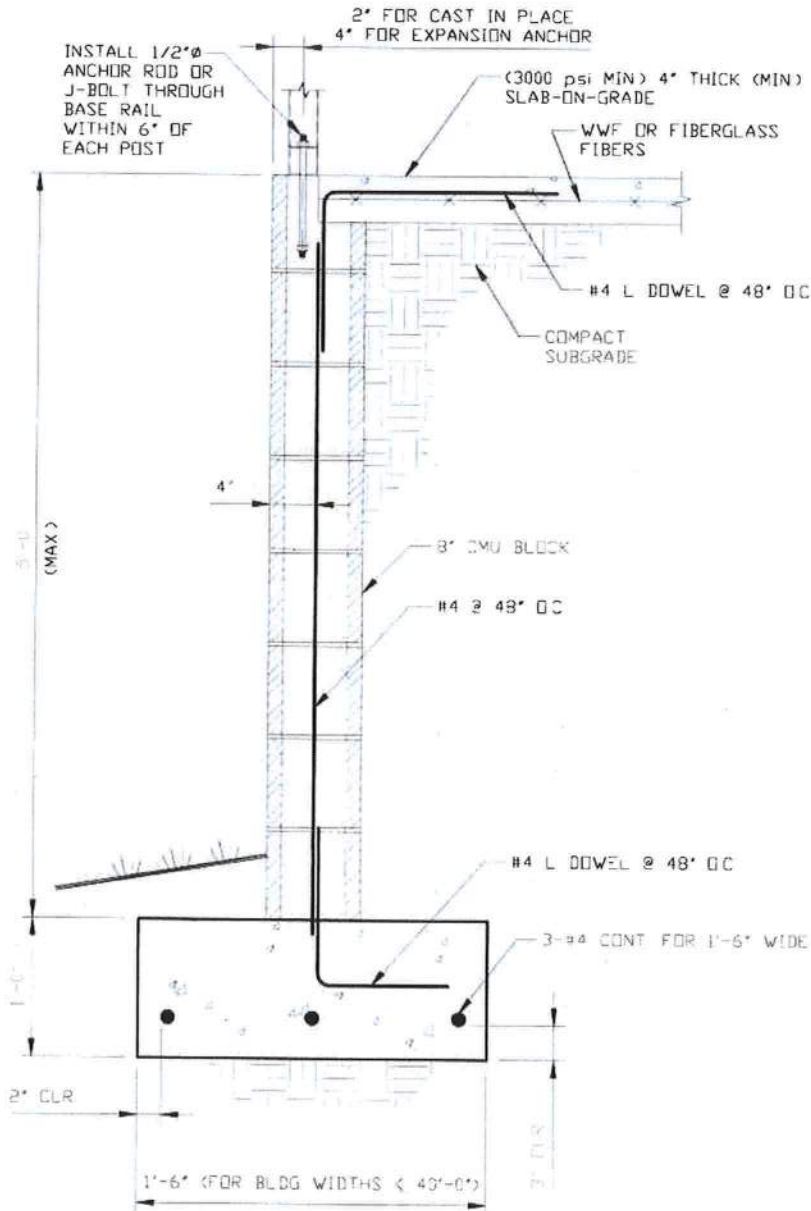 2" FOR CAST IN PLACE
4" FOR EXPANSION ANCHOR
INSTALL 1/2"Ø
ANCHOR ROD OR
J-BOLT THROUGH
BASE RAIL
WITHIN 6" OF
EACH POST
(3000 psi MIN) 4" THICK (MIN)
SLAB-ON-GRADE
WWF OR FIBERGLASS
FIBERS
#4 L DOWEL @ 48" OC
COMPACT
SUBGRADE
4"
(MAX)
8" CMU BLOCK
#4 @ 48" OC
#4 L DOWEL @ 48" OC
3-#4 CONT FOR 1'-6" WIDE
2" CLR
3" CLR
1'-6" (FOR BLDG WIDTHS < 40'-0")